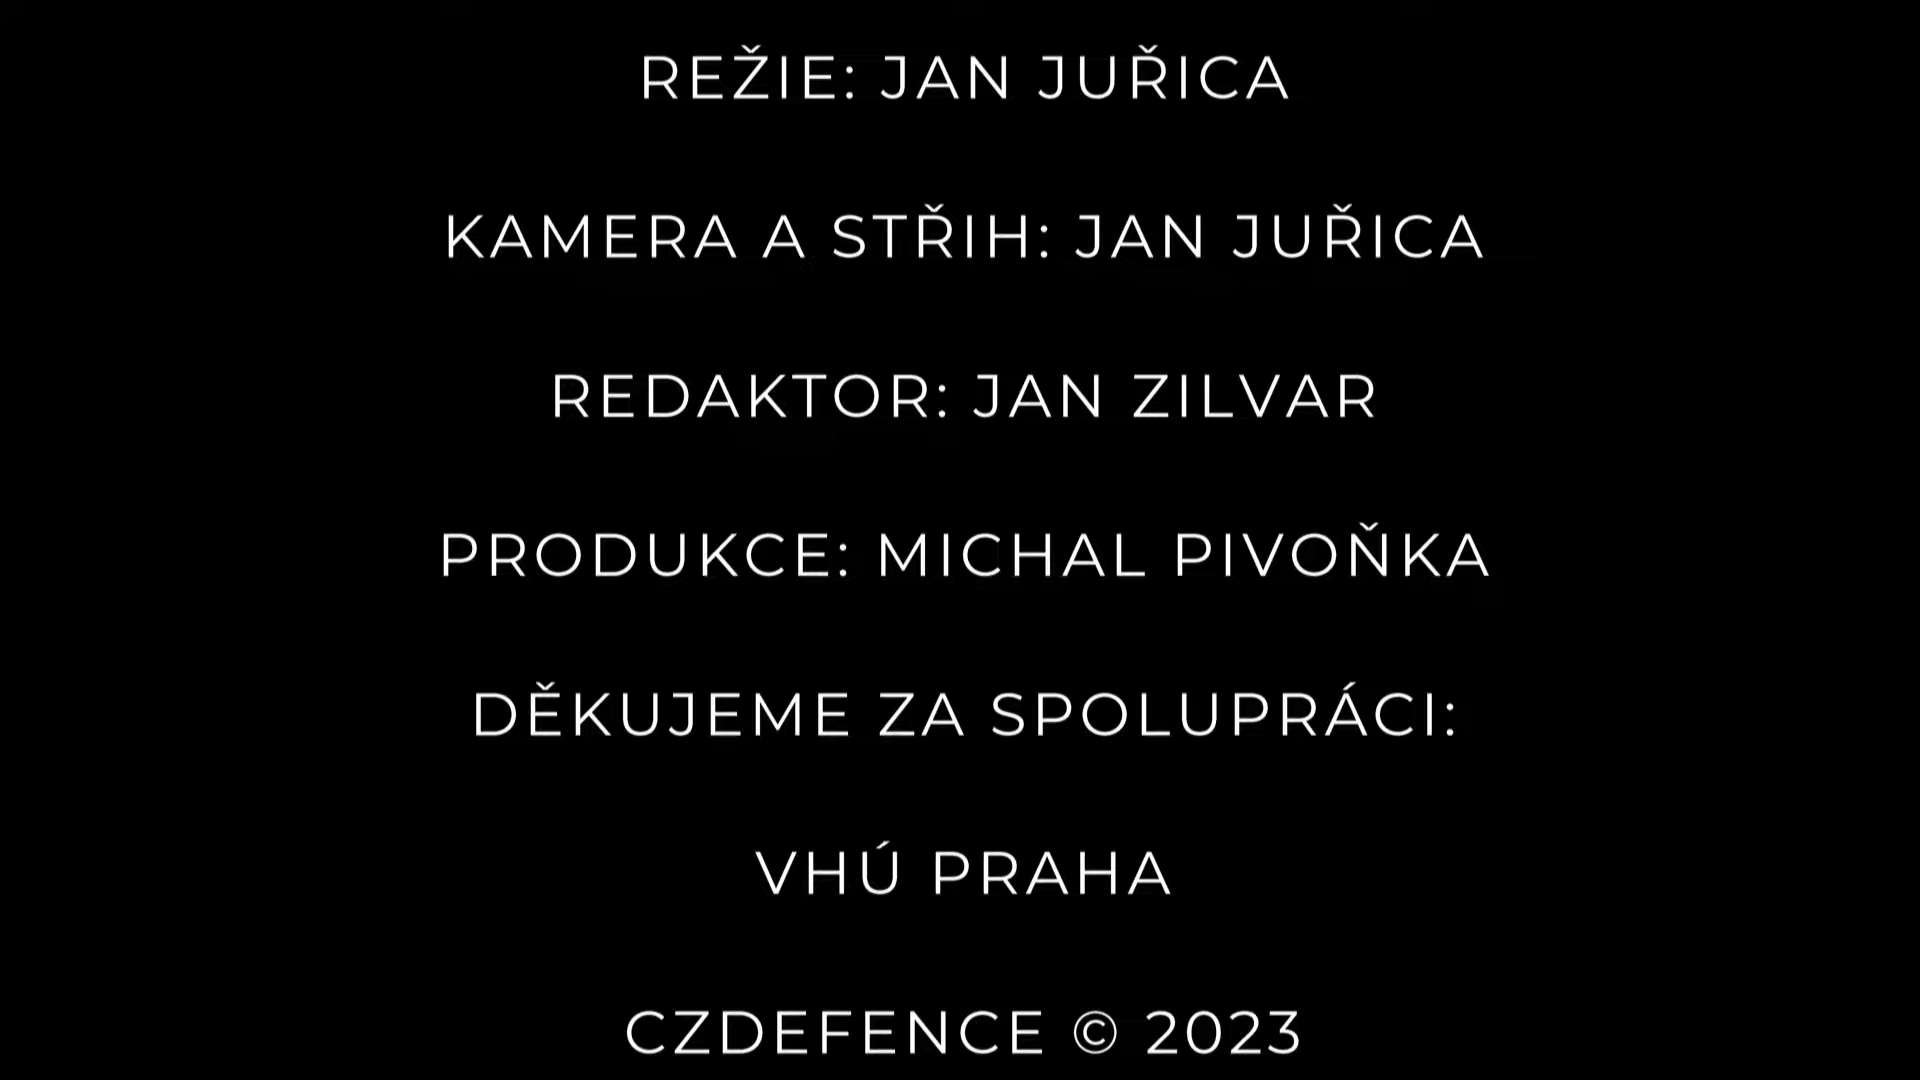 REŽIE: JAN JUŘICA
KAMERA A STŘIH: JAN JUŘICA
REDAKTOR: JAN ZILVAR
PRODUKCE: MICHAL PIVOŇKA
DĚKUJEME ZA SPOLUPRÁCI:
VHÚ PRAHA
CZDEFENCE © 2023